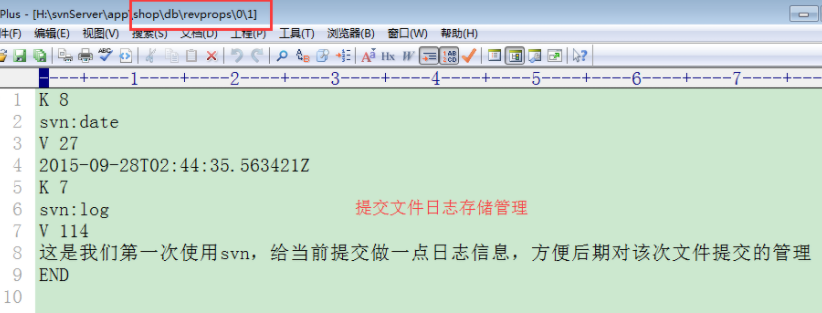 Plus - [H:\svnServer\app\shop\db\revprops\0\1]
编辑(E) 视图(V) 搜索(S) 文档(D) 工程(P) 工具(T) 浏览器(B) 窗口(W) 帮助(H)
----+----1----+----2----+----3----+----4----+----5----+----6----+----7----+---
1 K 8
2 svn:date
3 V 27
4 2015-09-28T02:44:35.563421Z
5 K 7
6 svn:log
提交文件日志存储管理
7 V 114
8 这是我们第一次使用svn，给当前提交做一点日志信息，方便后期对该次文件提交的管理
9 END
10